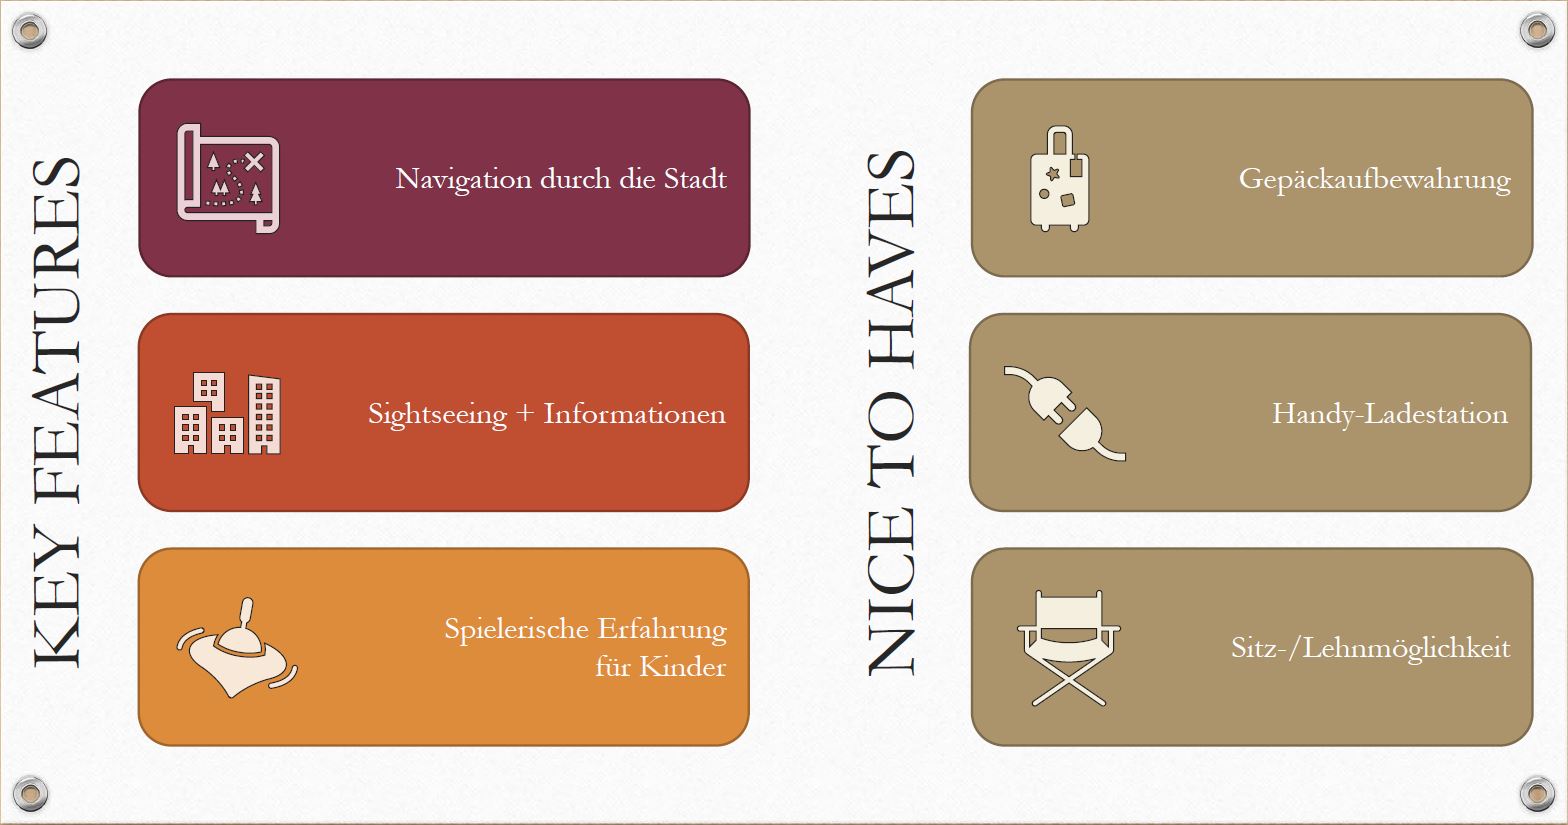 KEY FEATURES
Navigation durch die Stadt
Sightseeing + Informationen
Spielerische Erfahrung
für Kinder
NICE TO HAVES
Gepäckaufbewahrung
Handy-Ladestation
Sitz-/Lehnmöglichkeit